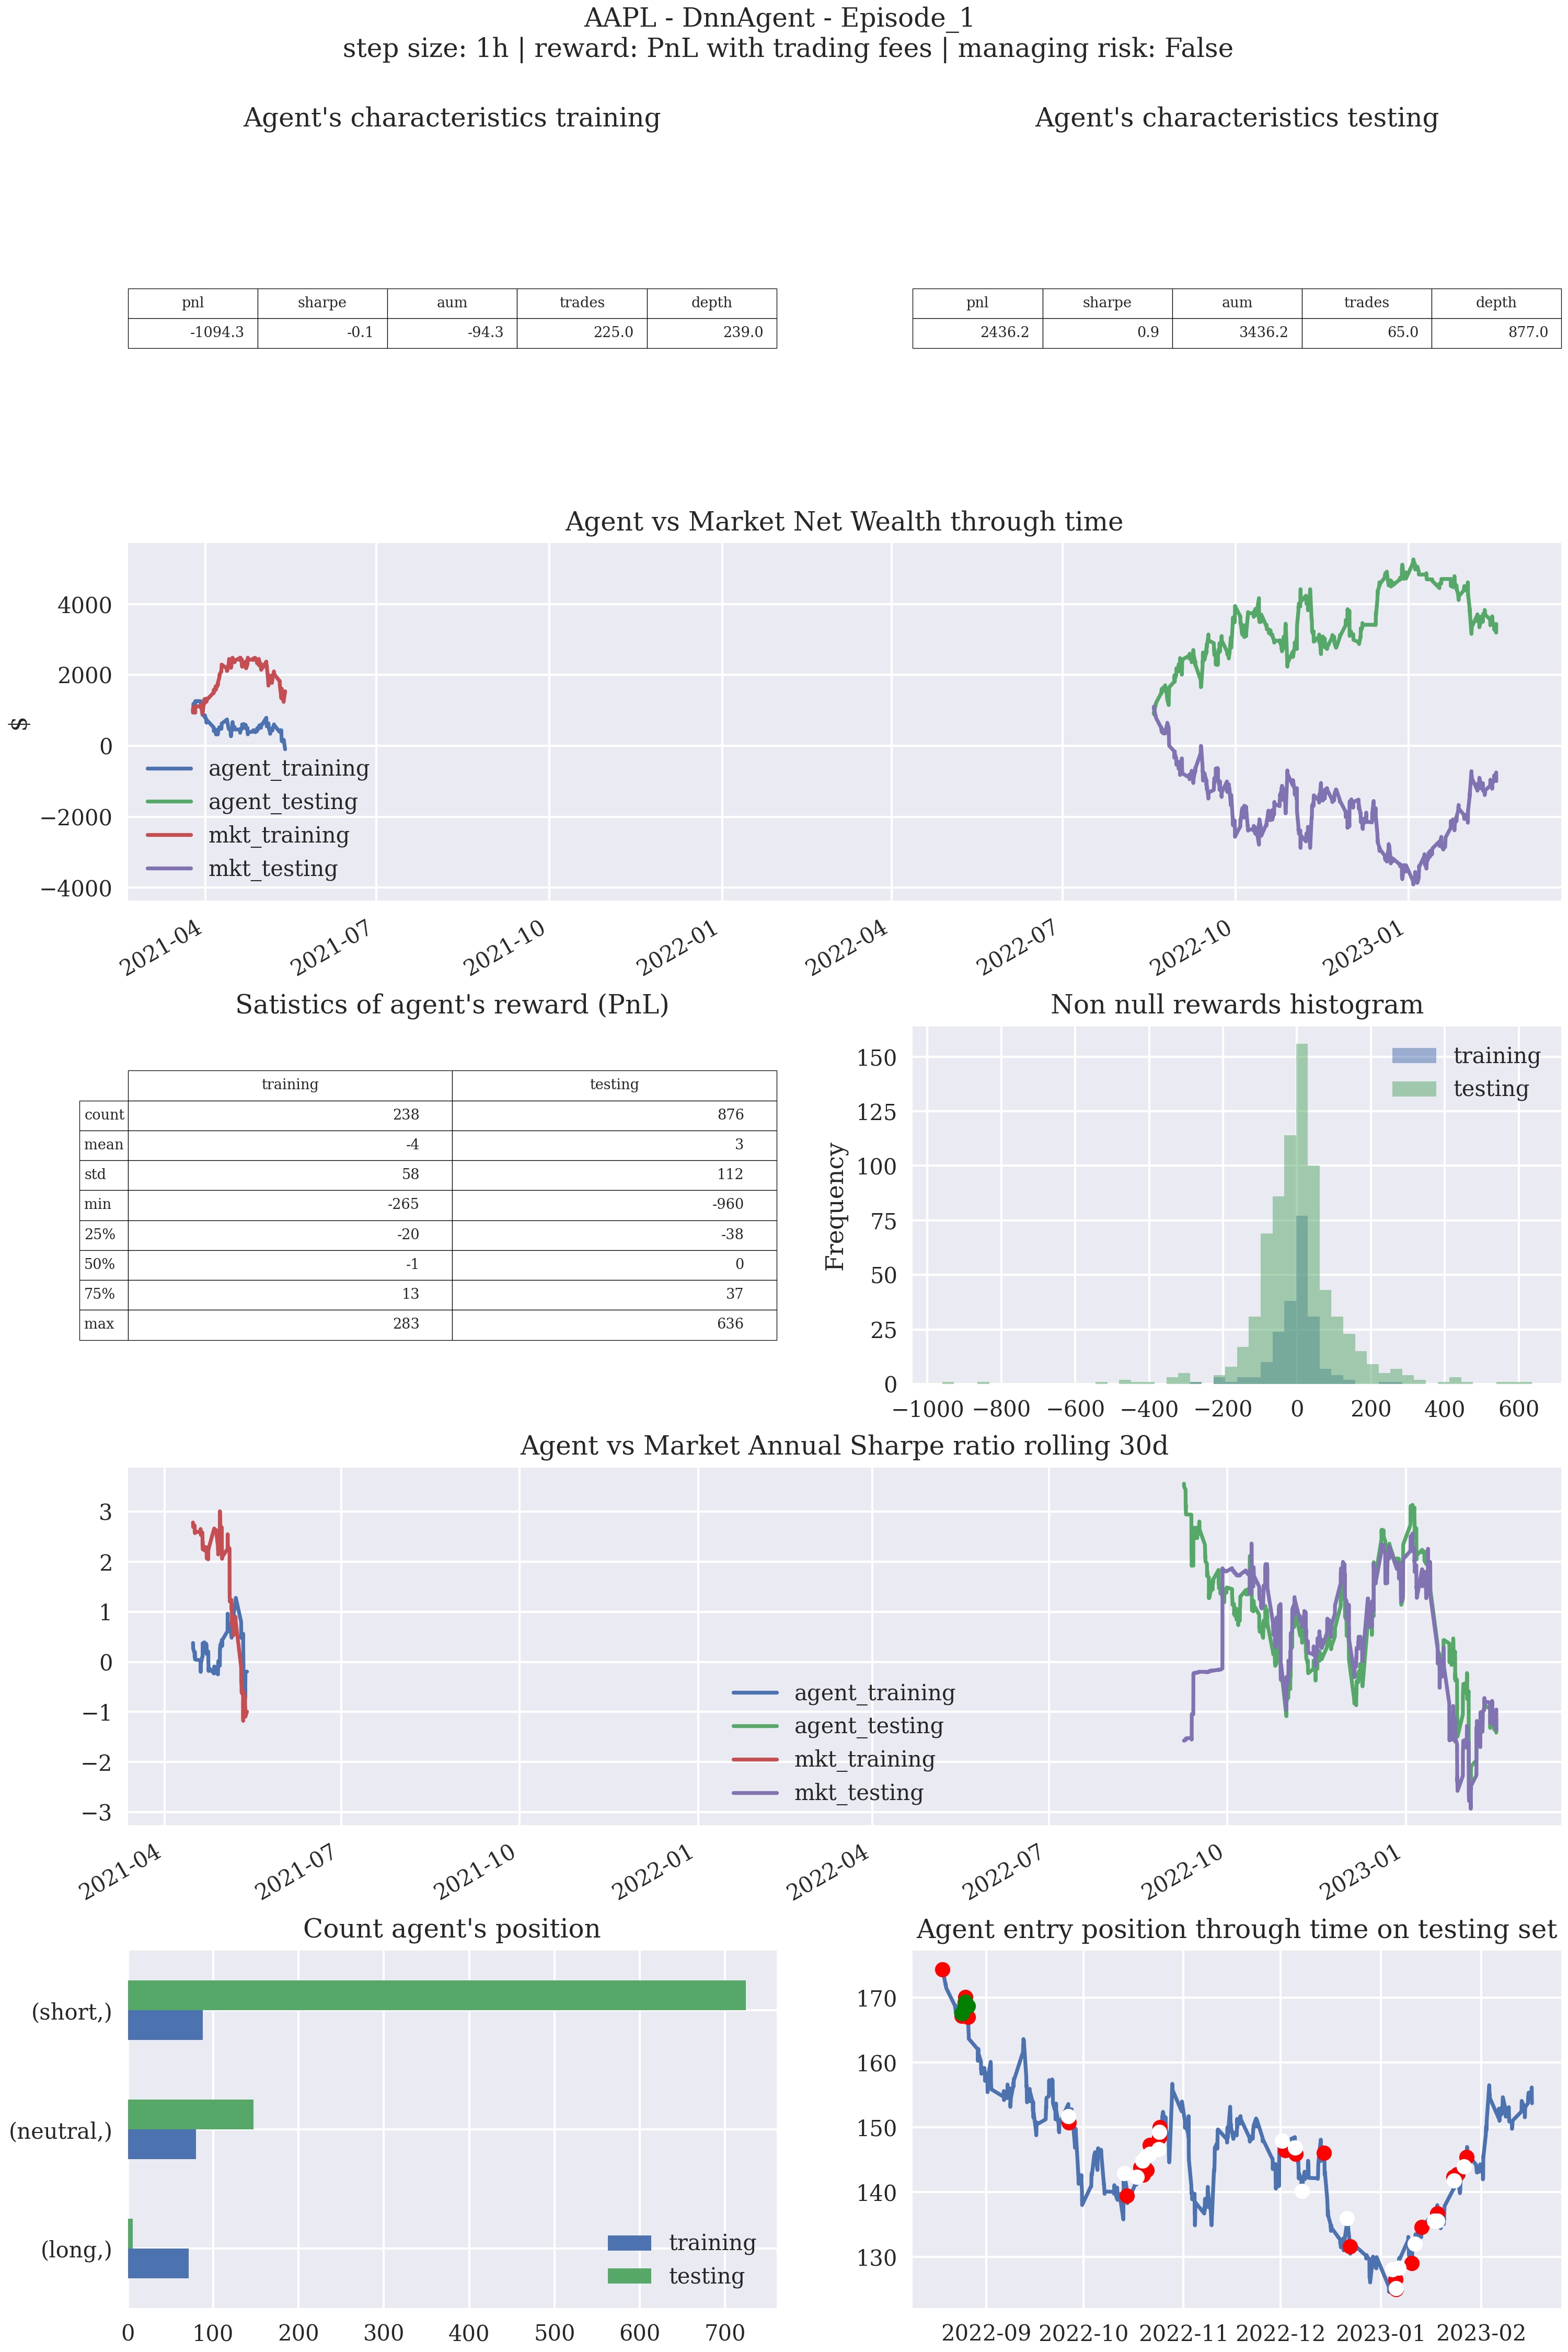 AAPL - DnnAgent - Episode_1
step size: 1h | reward: PnL with trading fees | managing risk: False
Agent's characteristics training
pnl sharpe aum trades depth
-1094.3 -0.1 -94.3 225.0 239.0
Agent's characteristics testing
pnl sharpe aum trades depth
2436.2 0.9 3436.2 65.0 877.0
Agent vs Market Net Wealth through time
$
4000
2000
0
−2000
−4000
agent_training
agent_testing
mkt_training
mkt_testing
2021-04 2021-07 2021-10 2022-01 2022-04 2022-07 2022-10 2023-01
Satistics of agent's reward (PnL)
training testing
count 238 876
mean -4 3
std 58 112
min -265 -960
25% -20 -38
50% -1 0
75% 13 37
max 283 636
Non null rewards histogram
Frequency
150
125
100
75
50
25
0
training
testing
−1000 −800 −600 −400 −200 0 200 400 600
Agent vs Market Annual Sharpe ratio rolling 30d
3
2
1
0
−1
−2
−3
agent_training
agent_testing
mkt_training
mkt_testing
2021-04 2021-07 2021-10 2022-01 2022-04 2022-07 2022-10 2023-01
Count agent's position
(short,)
(neutral,)
(long,)
training
testing
0 100 200 300 400 500 600 700
Agent entry position through time on testing set
170
160
150
140
130
2022-09 2022-10 2022-11 2022-12 2023-01 2023-02